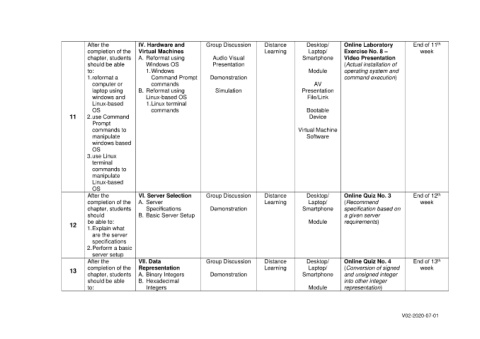 11
After the
completion of the
chapter, students
should be able
to:
1.reformat a
computer or
laptop using
windows and
Linux-based
OS
2.use Command
Prompt
commands to
manipulate
windows based
OS
3.use Linux
terminal
commands to
manipulate
Linux-based
OS
IV. Hardware and
Virtual Machines
A. Reformat using
Windows OS
1.Windows
Command Prompt
commands
B. Reformat using
Linux-based OS
1.Linux terminal
commands
Group Discussion
Audio Visual
Presentation
Demonstration
Simulation
Distance
Learning
Desktop/
Laptop/
Smartphone
Module
AV
Presentation
File/Link
Bootable
Device
Virtual Machine
Software
Online Laboratory
Exercise No. 8 –
Video Presentation
(Actual installation of
operating system and
command execution)
End of 11th
week
12
After the
completion of the
chapter, students
should
be able to:
1.Explain what
are the server
specifications
2.Perform a basic
server setup
VI. Server Selection
A. Server
Specifications
B. Basic Server Setup
Group Discussion
Demonstration
Distance
Learning
Desktop/
Laptop/
Smartphone
Module
Online Quiz No. 3
(Recommend
specification based on
a given server
requirements)
End of 12th
week
13
After the
completion of the
chapter, students
should be able
to:
VII. Data
Representation
A. Binary Integers
B. Hexadecimal
Integers
Group Discussion
Demonstration
Distance
Learning
Desktop/
Laptop/
Smartphone
Module
Online Quiz No. 4
(Conversion of signed
and unsigned integer
into other integer
representation)
End of 13th
week
V02-2020-07-01